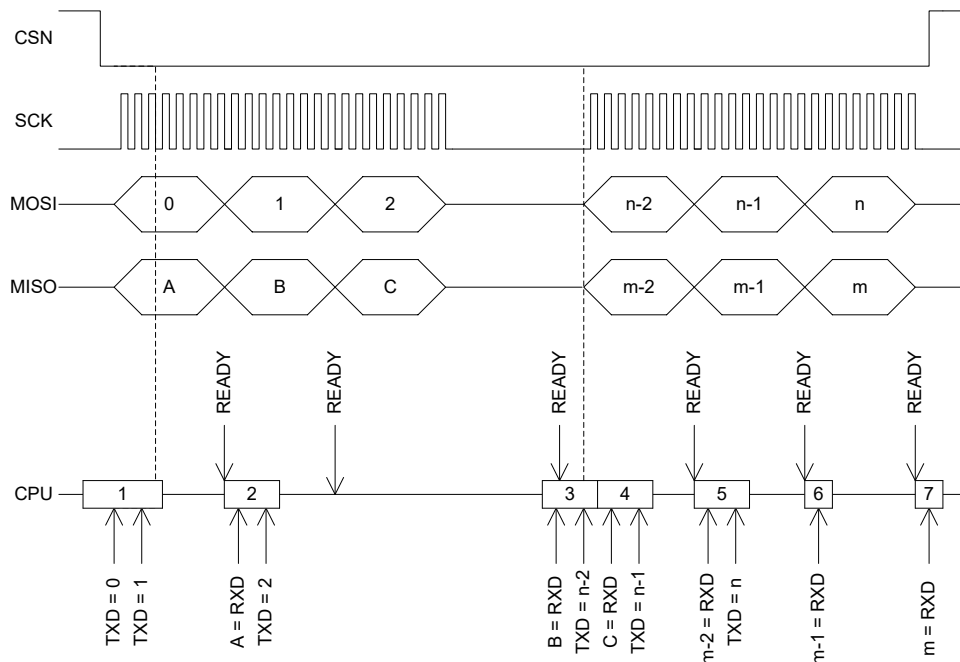 CSN
SCK
MOSI
0
1
2
n-2
n-1
n
MISO
A
B
C
m-2
m-1
m
READY
READY
READY
READY
READY
READY
CPU
1
2
3
4
5
6
7
TXD = 0
TXD = 1
A = RXD
TXD = 2
B = RXD
TXD = n-2
C = RXD
TXD = n-1
m-2 = RXD
TXD = n
m-1 = RXD
m = RXD